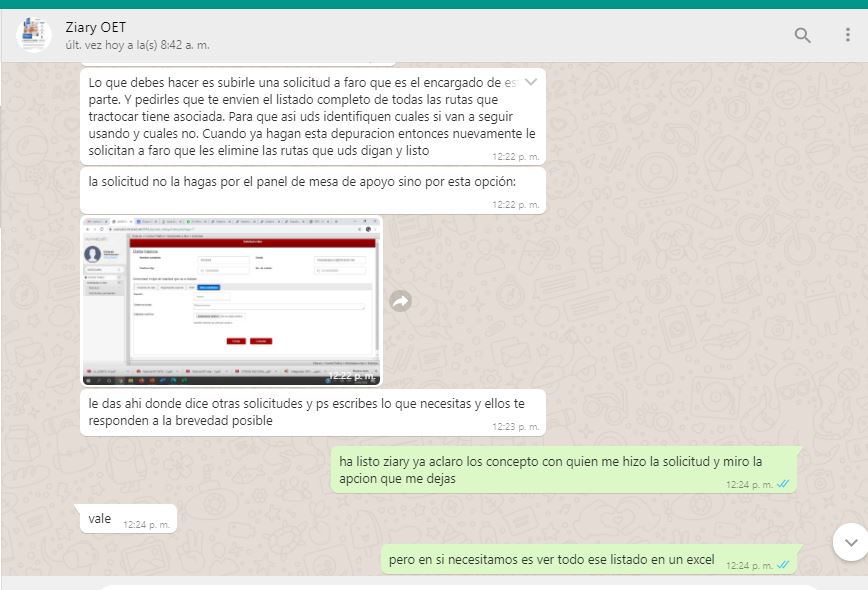 Ziary OET
últ. vez hoy a la(s) 8:42 a. m.
Lo que debes hacer es subirle una solicitud a faro que es el encargado de
parte. Y pedirles que te envien el listado completo de todas las rutas que
tractocar tiene asociada. Para que asi uds identifiquen cuales si van a seguir
usando y cuales no. Cuando ya hagan esta depuracion entonces nuevamente le
solicitan a faro que les elimine las rutas que uds digan y listo
12:22 p. m.
la solicitud no la hagas por el panel de mesa de apoyo sino por esta opción:
12:22 p. m.
12:22 p. m.
le das ahi donde dice otras solicitudes y ps escribes lo que necesitas y ellos te
responden a la brevedad posible
12:23 p. m.
ha listo ziary ya aclaro los concepto con quien me hizo la solicitud y miro la
apcion que me dejas
12:24 p. m.
vale
12:24 p. m.
pero en si necesitamos es ver todo ese listado en un excel
12:24 p. m.